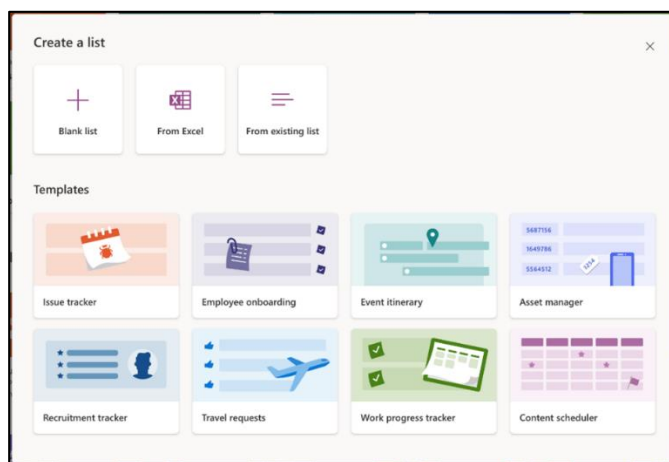 Create a list
Blank list
From Excel
From existing list
Templates
5687156
1649786
5564512
1234
Issue tracker
Employee onboarding
Event itinerary
Asset manager
Recruitment tracker
Travel requests
Work progress tracker
Content scheduler